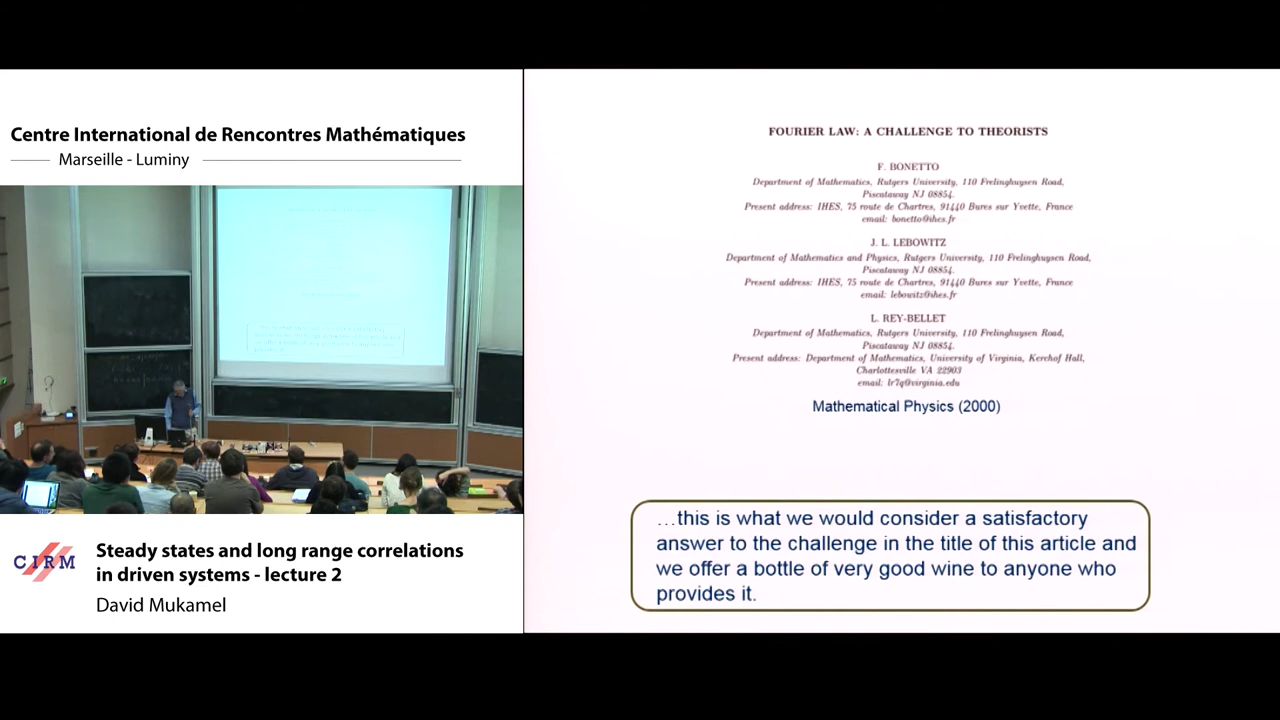 Centre International de Rencontres Mathématiques
Marseille - Luminy
CIRM
Steady states and long range correlations
in driven systems - lecture 2
David Mukamel
FOURIER LAW: A CHALLENGE TO THEORISTS
F. BONETTO
Department of Mathematics, Rutgers University, 110 Frelinghuysen Road,
Piscataway NJ 08854.
Present address: IHES, 75 route de Chartres, 91440 Bures sur Yvette, France
email: bonetto@ihes.fr
J. L. LEBOWITZ
Department of Mathematics and Physics, Rutgers University, 110 Frelinghuysen Road,
Piscataway NJ 08854.
Present address: IHES, 75 route de Chartres, 91440 Bures sur Yvette, France
email: lebowitz@ihes.fr
L. REY-BELLET
Department of Mathematics, Rutgers University, 110 Frelinghuysen Road,
Piscataway NJ 08854.
Present address: Department of Mathematics, University of Virginia, Kerchof Hall,
Charlottesville VA 22903
email: lr7q@virginia.edu
Mathematical Physics (2000)
…this is what we would consider a satisfactory
answer to the challenge in the title of this article and
we offer a bottle of very good wine to anyone who
provides it.